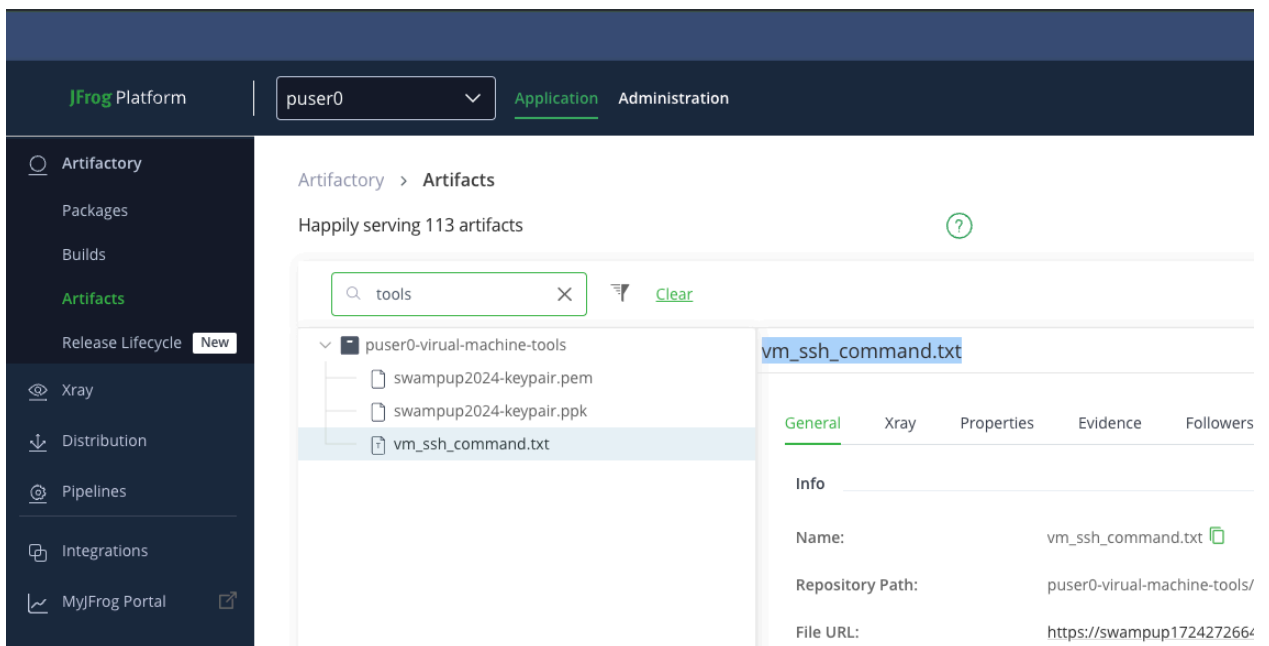 JFrog Platform
puser0
Application
Administration
Artifactory
Packages
Builds
Artifacts
Release Lifecycle New
Xray
Distribution
Pipelines
Integrations
MyJFrog Portal
Artifactory > Artifacts
Happily serving 113 artifacts
?
tools
Clear
puser0-virual-machine-tools
swampup2024-keypair.pem
swampup2024-keypair.ppk
vm_ssh_command.txt
vm_ssh_command.txt
General Xray Properties Evidence Followers
Info
Name: vm_ssh_command.txt
Repository Path: puser0-virual-machine-tools/
File URL: https://swampup1724272664